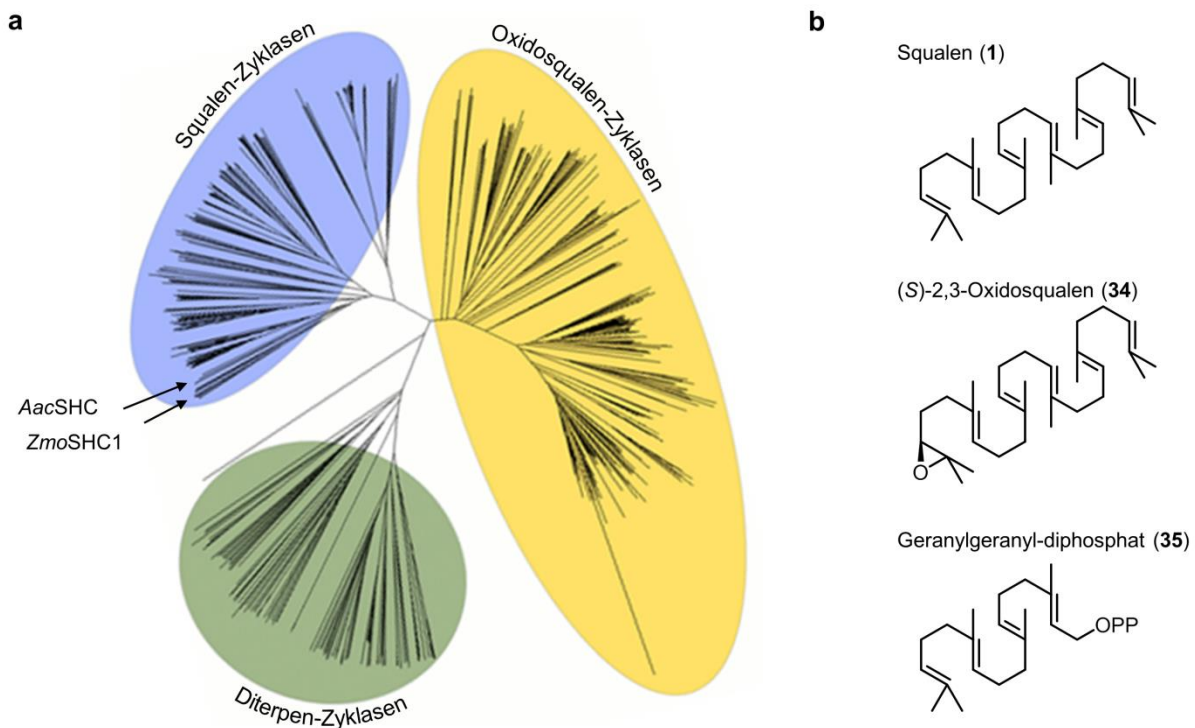 a
Squalen-Zyklasen
Oxidosqualen-Zyklasen
AacSHC
ZmoSHC1
Diterpen-Zyklasen
b
Squalen (1)
(S)-2,3-Oxidosqualen (34)
O
Geranylgeranyl-diphosphat (35)
OPP